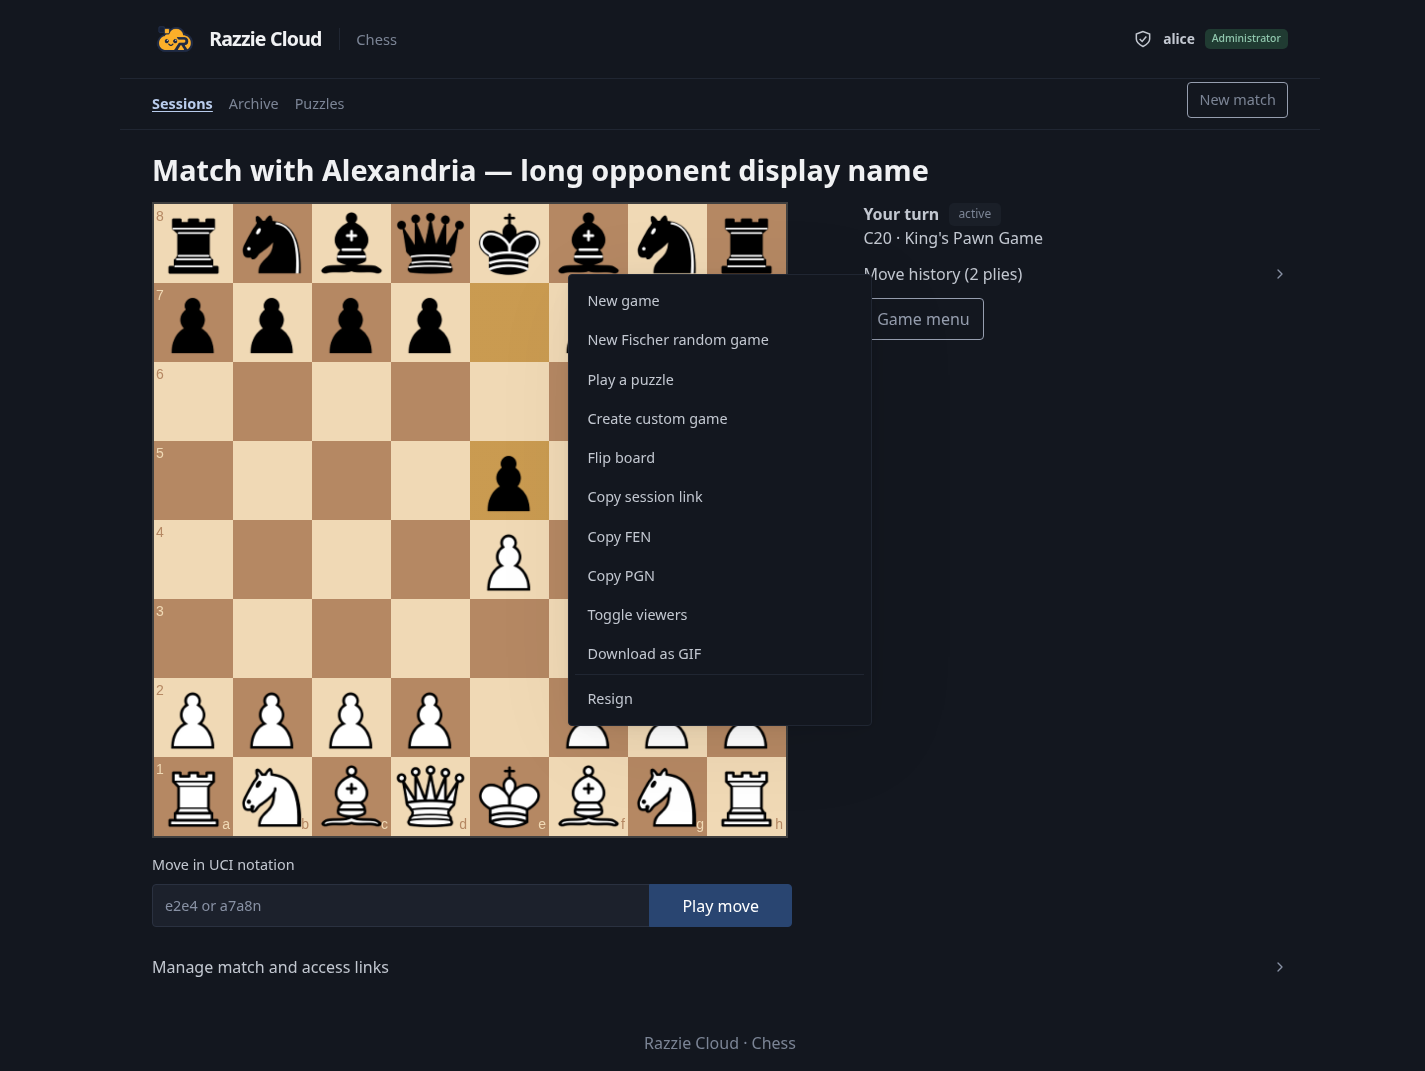 Razzie Cloud
Chess
alice
Administrator
Sessions
Archive
Puzzles
New match
Match with Alexandria — long opponent display name
8
7
6
5
4
3
2
1
a
b
c
d
e
f
g
h
Your turn
active
C20 · King's Pawn Game
Move history (2 plies)
Game menu
New game
New Fischer random game
Play a puzzle
Create custom game
Flip board
Copy session link
Copy FEN
Copy PGN
Toggle viewers
Download as GIF
Resign
Move in UCI notation
e2e4 or a7a8n
Play move
Manage match and access links
Razzie Cloud · Chess